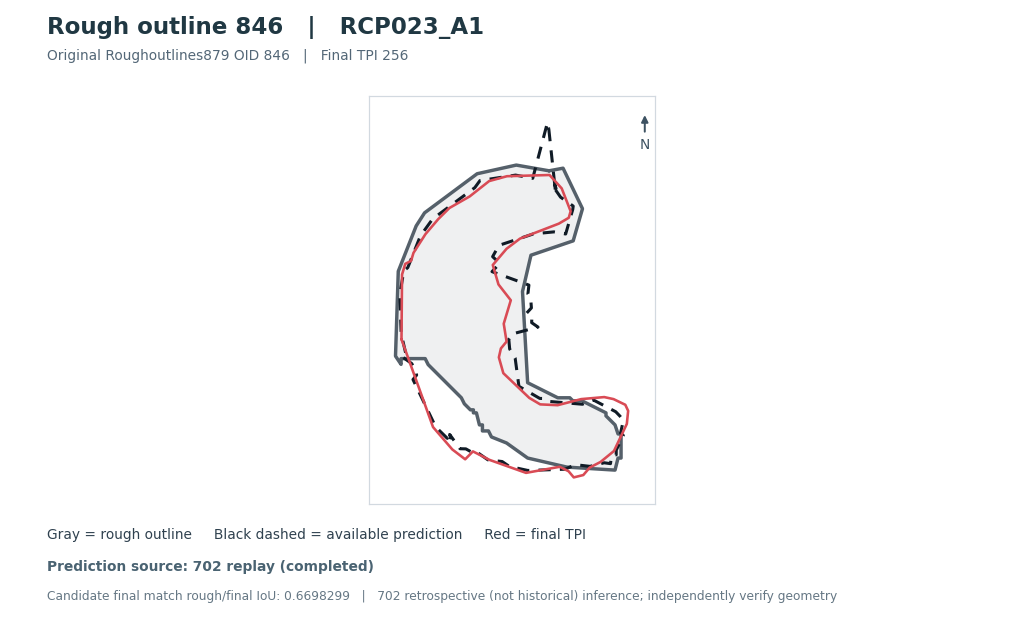 Rough outline 846   |   RCP023_A1
Original Roughoutlines879 OID 846   |   Final TPI 256
N
Gray = rough outline     Black dashed = available prediction     Red = final TPI
Prediction source: 702 replay (completed)
Candidate final match rough/final IoU: 0.6698299   |   702 retrospective (not historical) inference; independently verify geometry